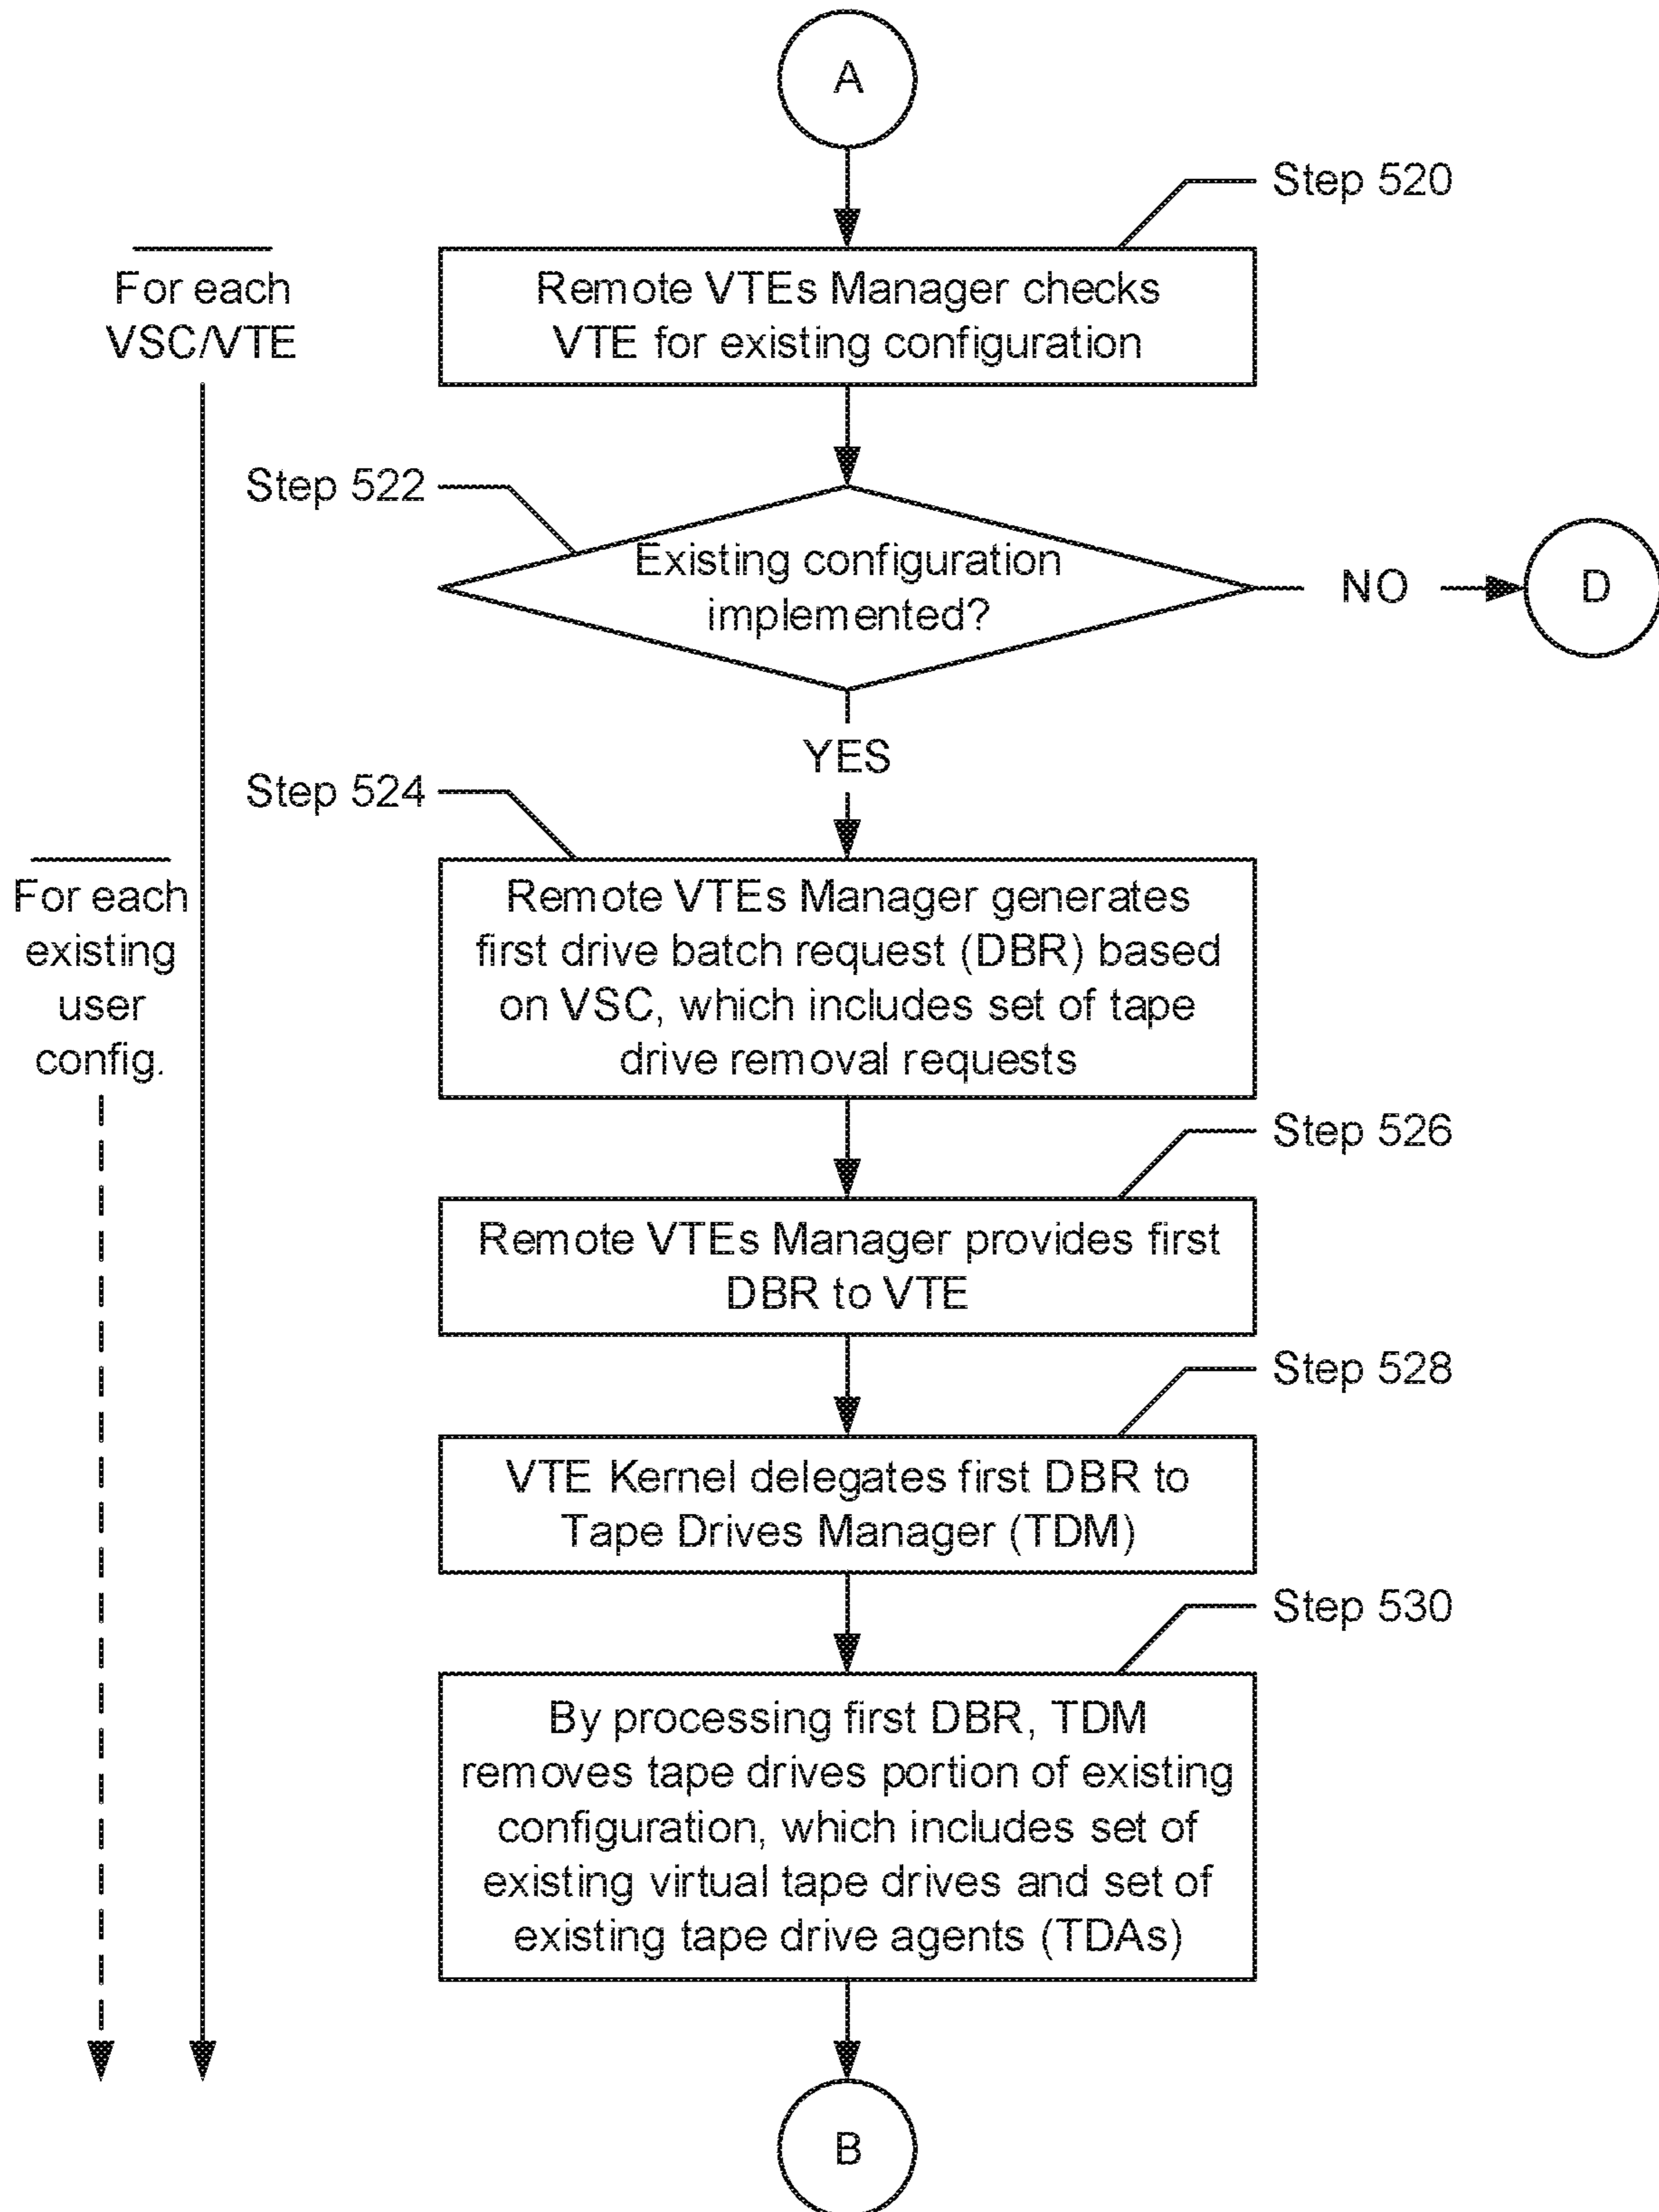 A
Step 520
For each
VSC/VTE
Remote VTEs Manager checks
VTE for existing configuration
Step 522
Existing configuration
implemented?
NO
D
YES
Step 524
For each
existing
user
config.
Remote VTEs Manager generates
first drive batch request (DBR) based
on VSC, which includes set of tape
drive removal requests
Step 526
Remote VTEs Manager provides first
DBR to VTE
Step 528
VTE Kernel delegates first DBR to
Tape Drives Manager (TDM)
Step 530
By processing first DBR, TDM
removes tape drives portion of existing
configuration, which includes set of
existing virtual tape drives and set of
existing tape drive agents (TDAs)
B